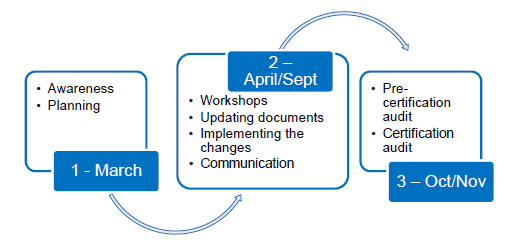 • Awareness
• Planning
1 - March
2 –
April/Sept
• Workshops
• Updating documents
• Implementing the
changes
• Communication
• Pre-
certification
audit
• Certification
audit
3 – Oct/Nov